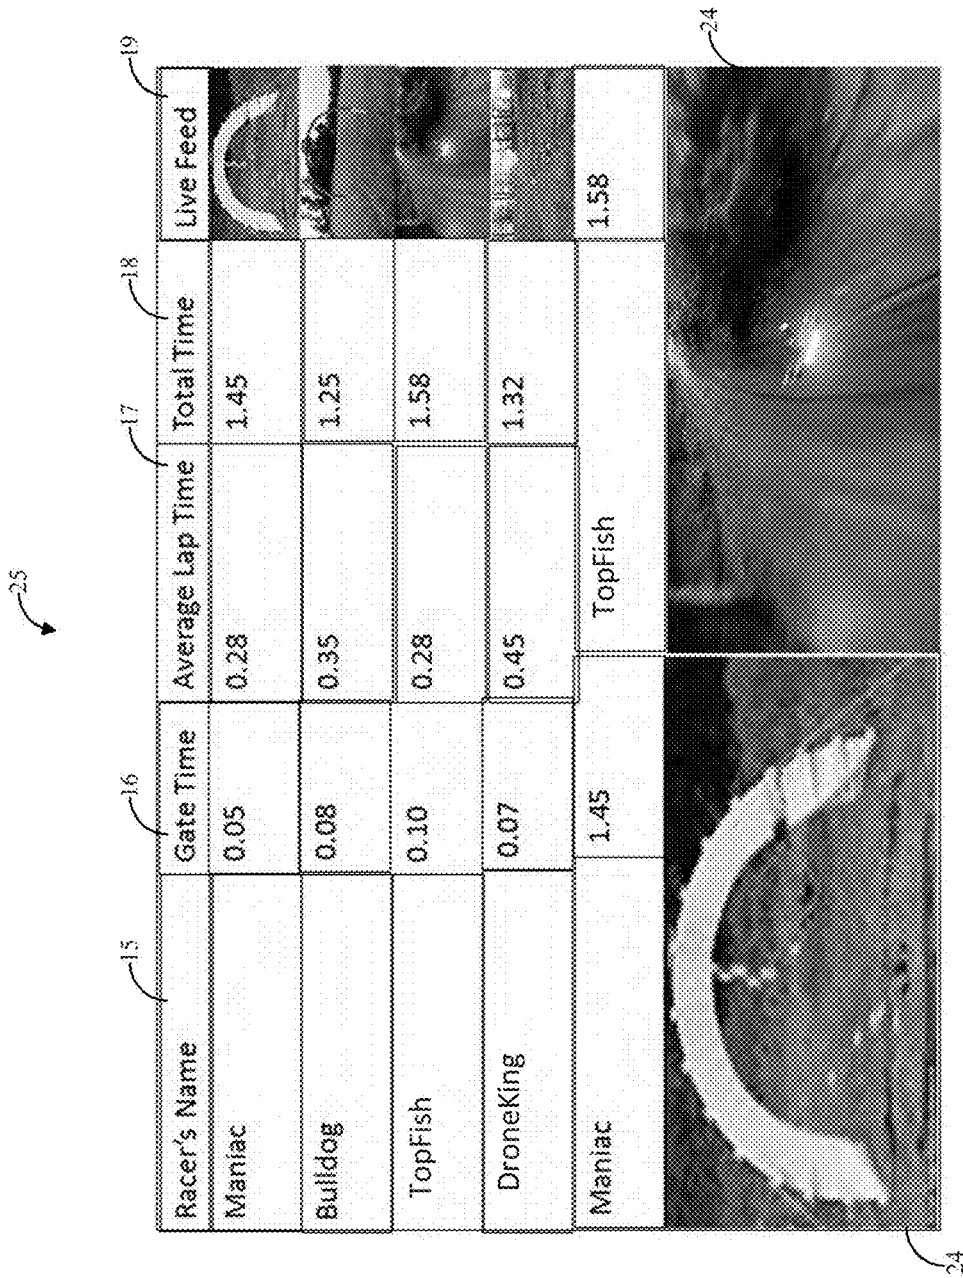 25
15
16
17
18
19
Racer's Name Gate Time Average Lap Time Total Time Live Feed
Maniac 0.05 0.28 1.45
Bulldog 0.08 0.35 1.25
TopFish 0.10 0.28 1.58
DroneKing 0.07 0.45 1.32
Maniac 1.45 TopFish 1.58
24
24